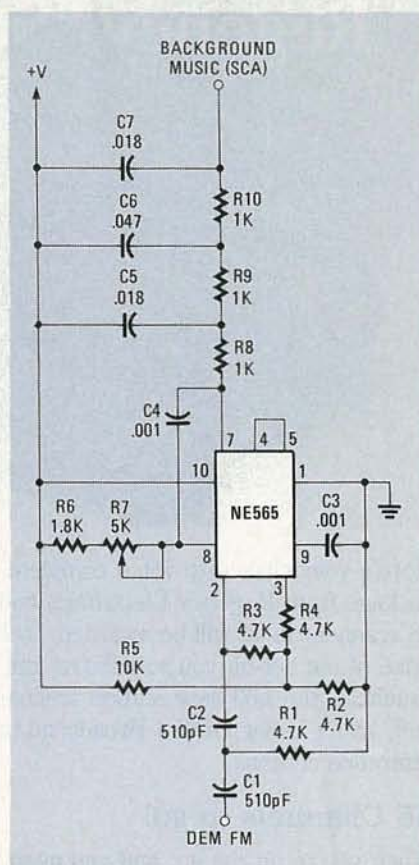 BACKGROUND
MUSIC (SCA)
+V
C7
.018
R10
1K
C6
.047
R9
1K
C5
.018
R8
1K
C4
.001
7
4
5
10
1
R6
1.8K
R7
5K
NE565
C3
.001
8
9
2
3
R3
4.7K
R4
4.7K
R5
10K
C2
510pF
R1
4.7K
R2
4.7K
C1
510pF
DEM FM